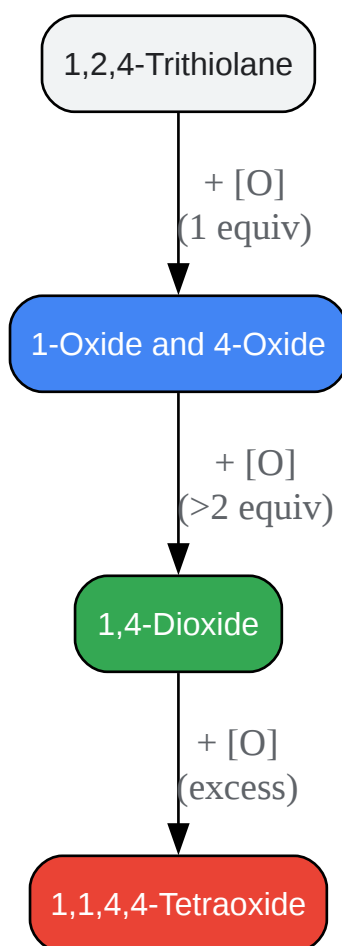 1,2,4-Trithiolane
+ [O]
(1 equiv)
1-Oxide and 4-Oxide
+ [O]
(>2 equiv)
1,4-Dioxide
+ [O]
(excess)
1,1,4,4-Tetraoxide